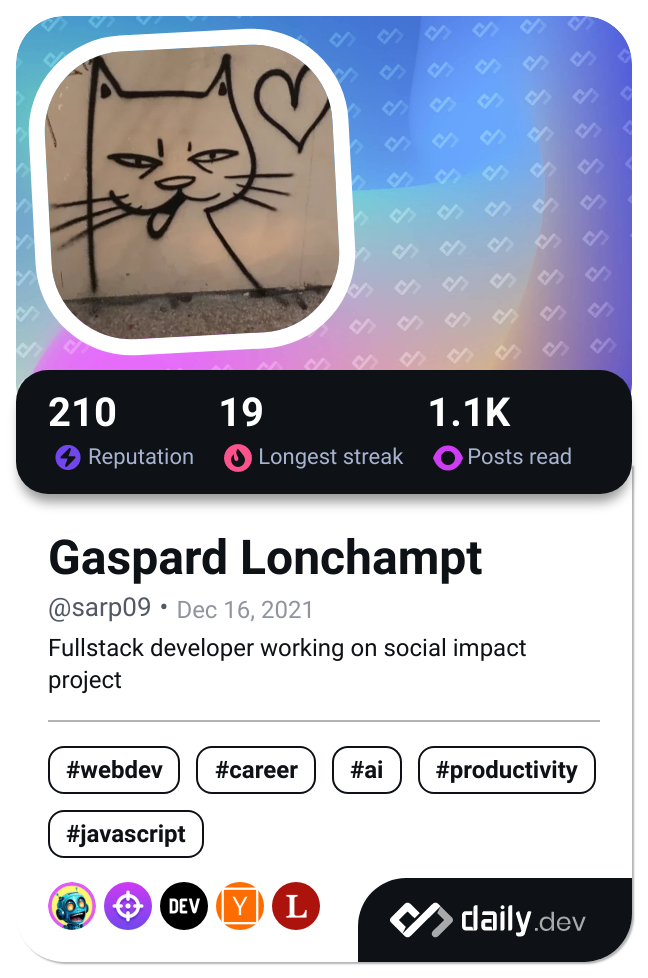 210
19
1.1K
Reputation
Longest streak
Posts read
Gaspard Lonchampt
@sarp09 • Dec 16, 2021
Fullstack developer working on social impact
project
#webdev #career #ai #productivity
#javascript
DEV
Y
L
daily.dev